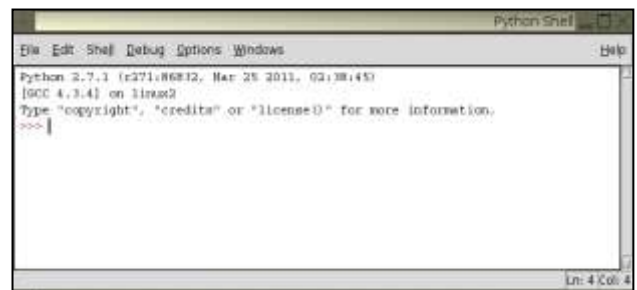 Python Shell
File Edit Shell Debug Options Windows Help
Python 2.7.1 (r271:86832, Mar 25 2011, 02:38:45)
[GCC 4.3.4] on linux2
Type "copyright", "credits" or "license()" for more information.
>>>
Ln: 4 Col: 4